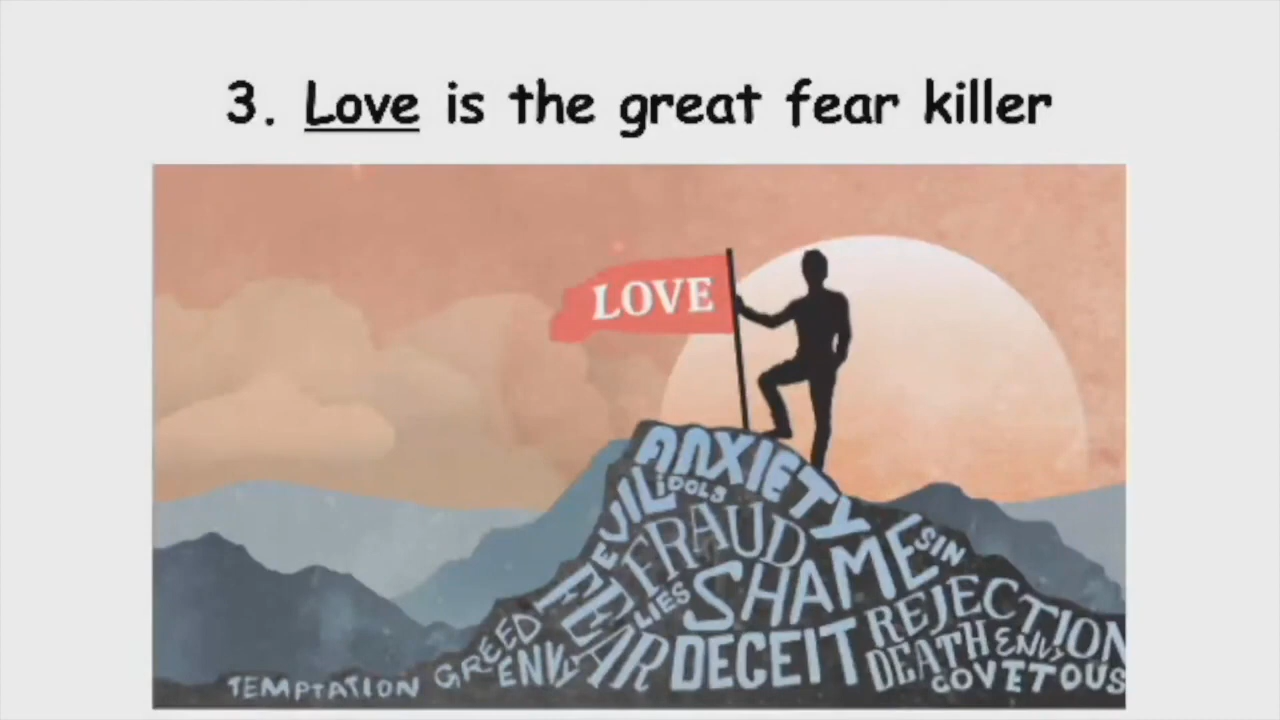 3. Love is the great fear killer
LOVE
ANXIETY
IDOLS
EVIL
FRAUD
SIN
SHAME
FEAR
LIES
REJECTION
GREED
ENVY
DECEIT
DEATH
ENVY
COVETOUS
TEMPTATION